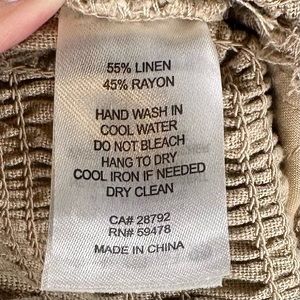 55% LINEN
45% RAYON
HAND WASH IN
COOL WATER
DO NOT BLEACH
HANG TO DRY
COOL IRON IF NEEDED
DRY CLEAN
CA# 28792
RN# 59478
MADE IN CHINA